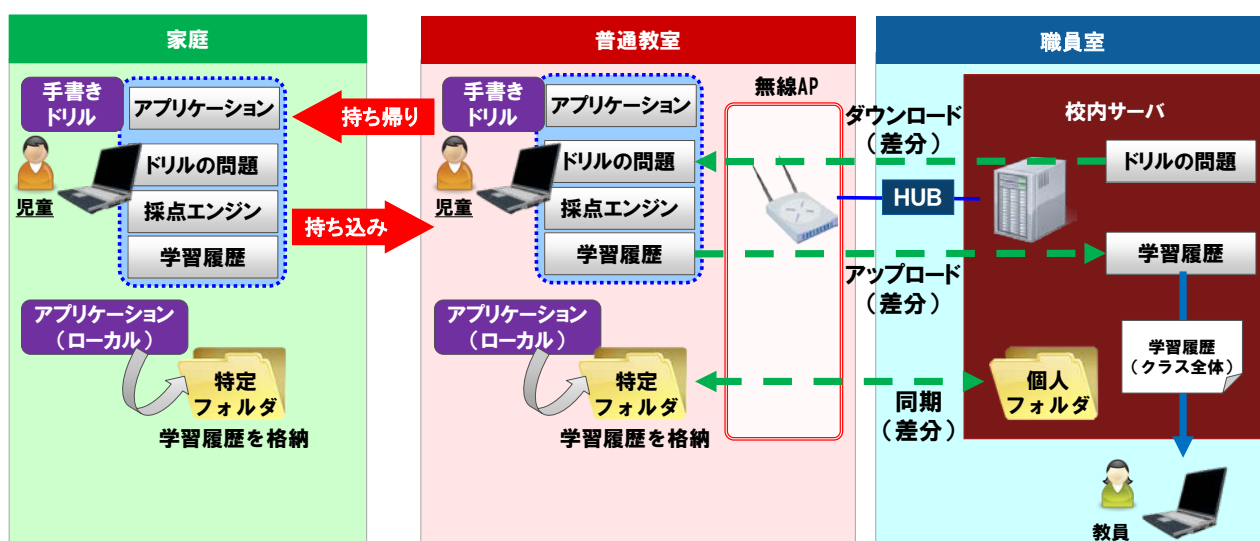 家庭
手書き
ドリル
アプリケーション
ドリルの問題
採点エンジン
学習履歴
児童
アプリケーション
（ローカル）
特定
フォルダ
学習履歴を格納
持ち帰り
持ち込み
普通教室
手書き
ドリル
アプリケーション
ドリルの問題
採点エンジン
学習履歴
児童
アプリケーション
（ローカル）
特定
フォルダ
学習履歴を格納
無線AP
ダウンロード
（差分）
HUB
アップロード
（差分）
同期
（差分）
職員室
校内サーバ
ドリルの問題
学習履歴
学習履歴
（クラス全体）
個人
フォルダ
教員